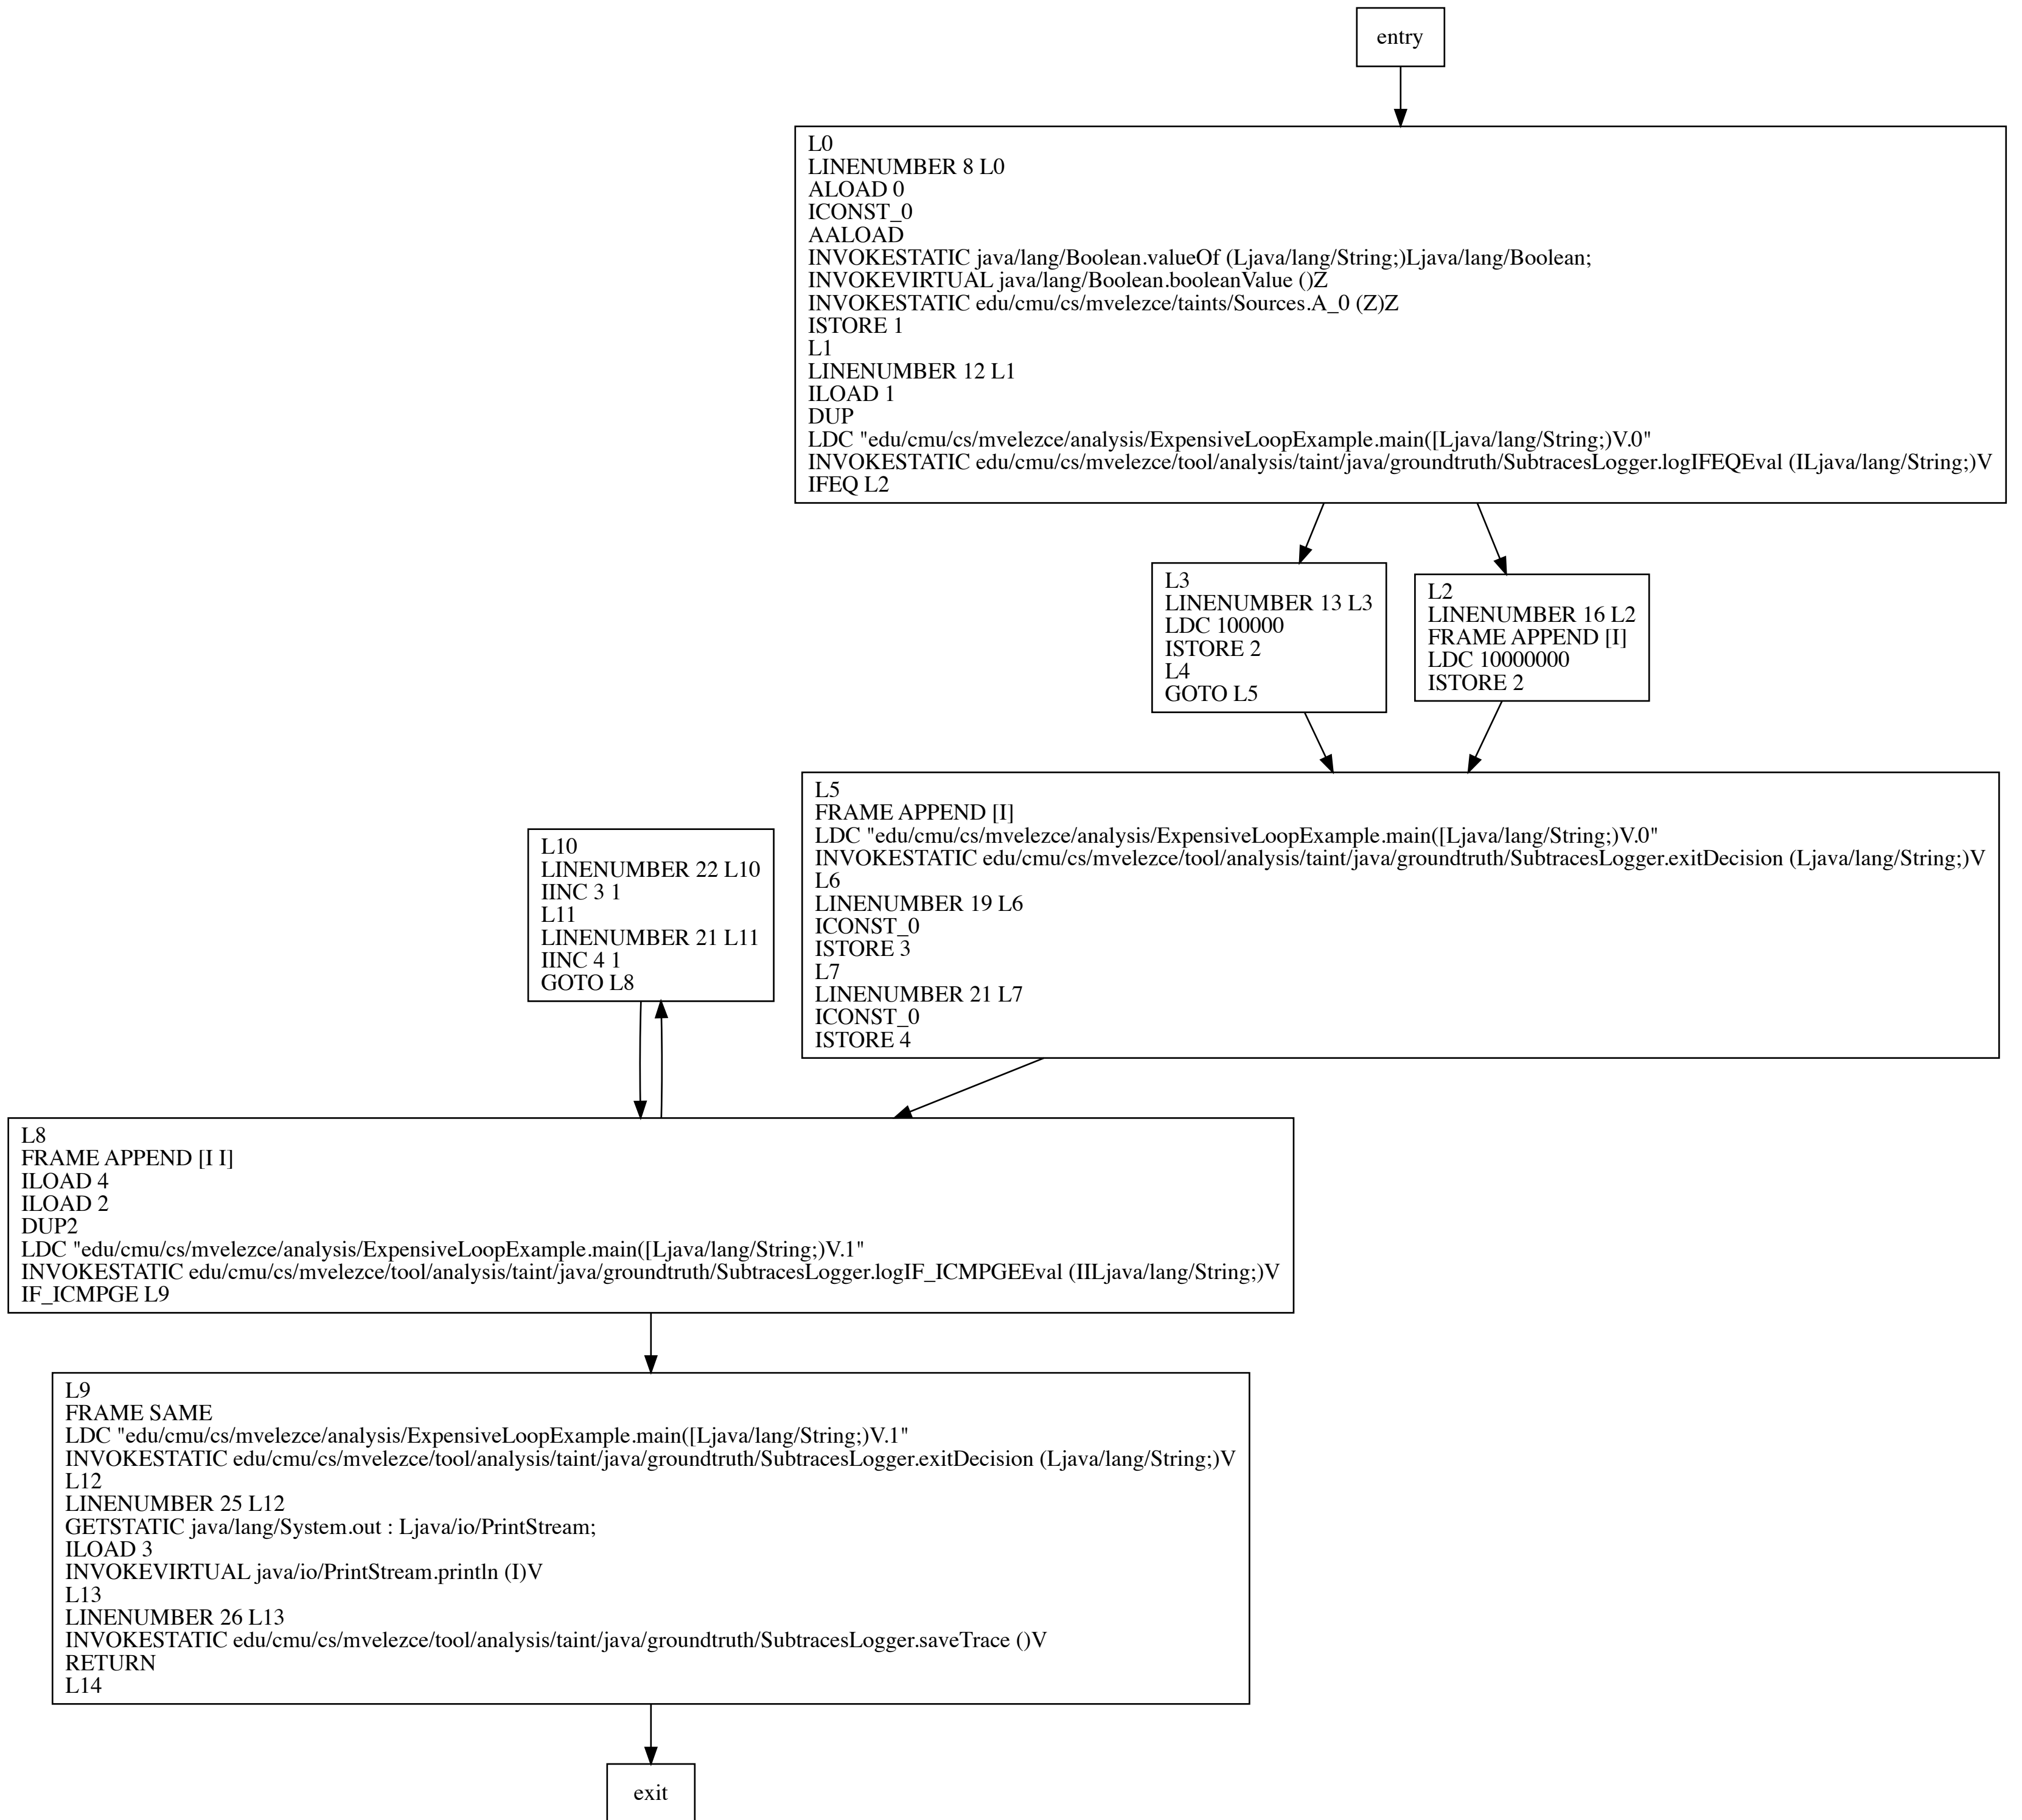 entry
L0
LINENUMBER 8 L0
ALOAD 0
ICONST_0
AALOAD
INVOKESTATIC java/lang/Boolean.valueOf (Ljava/lang/String;)Ljava/lang/Boolean;
INVOKEVIRTUAL java/lang/Boolean.booleanValue ()Z
INVOKESTATIC edu/cmu/cs/mvelezce/taints/Sources.A_0 (Z)Z
ISTORE 1
L1
LINENUMBER 12 L1
ILOAD 1
DUP
LDC "edu/cmu/cs/mvelezce/analysis/ExpensiveLoopExample.main([Ljava/lang/String;)V.0"
INVOKESTATIC edu/cmu/cs/mvelezce/tool/analysis/taint/java/groundtruth/SubtracesLogger.logIFEQEval (ILjava/lang/String;)V
IFEQ L2
L3
LINENUMBER 13 L3
LDC 100000
ISTORE 2
L4
GOTO L5
L2
LINENUMBER 16 L2
FRAME APPEND [I]
LDC 10000000
ISTORE 2
L5
FRAME APPEND [I]
LDC "edu/cmu/cs/mvelezce/analysis/ExpensiveLoopExample.main([Ljava/lang/String;)V.0"
INVOKESTATIC edu/cmu/cs/mvelezce/tool/analysis/taint/java/groundtruth/SubtracesLogger.exitDecision (Ljava/lang/String;)V
L6
LINENUMBER 19 L6
ICONST_0
ISTORE 3
L7
LINENUMBER 21 L7
ICONST_0
ISTORE 4
L10
LINENUMBER 22 L10
IINC 3 1
L11
LINENUMBER 21 L11
IINC 4 1
GOTO L8
L8
FRAME APPEND [I I]
ILOAD 4
ILOAD 2
DUP2
LDC "edu/cmu/cs/mvelezce/analysis/ExpensiveLoopExample.main([Ljava/lang/String;)V.1"
INVOKESTATIC edu/cmu/cs/mvelezce/tool/analysis/taint/java/groundtruth/SubtracesLogger.logIF_ICMPGEEval (IILjava/lang/String;)V
IF_ICMPGE L9
L9
FRAME SAME
LDC "edu/cmu/cs/mvelezce/analysis/ExpensiveLoopExample.main([Ljava/lang/String;)V.1"
INVOKESTATIC edu/cmu/cs/mvelezce/tool/analysis/taint/java/groundtruth/SubtracesLogger.exitDecision (Ljava/lang/String;)V
L12
LINENUMBER 25 L12
GETSTATIC java/lang/System.out : Ljava/io/PrintStream;
ILOAD 3
INVOKEVIRTUAL java/io/PrintStream.println (I)V
L13
LINENUMBER 26 L13
INVOKESTATIC edu/cmu/cs/mvelezce/tool/analysis/taint/java/groundtruth/SubtracesLogger.saveTrace ()V
RETURN
L14
exit